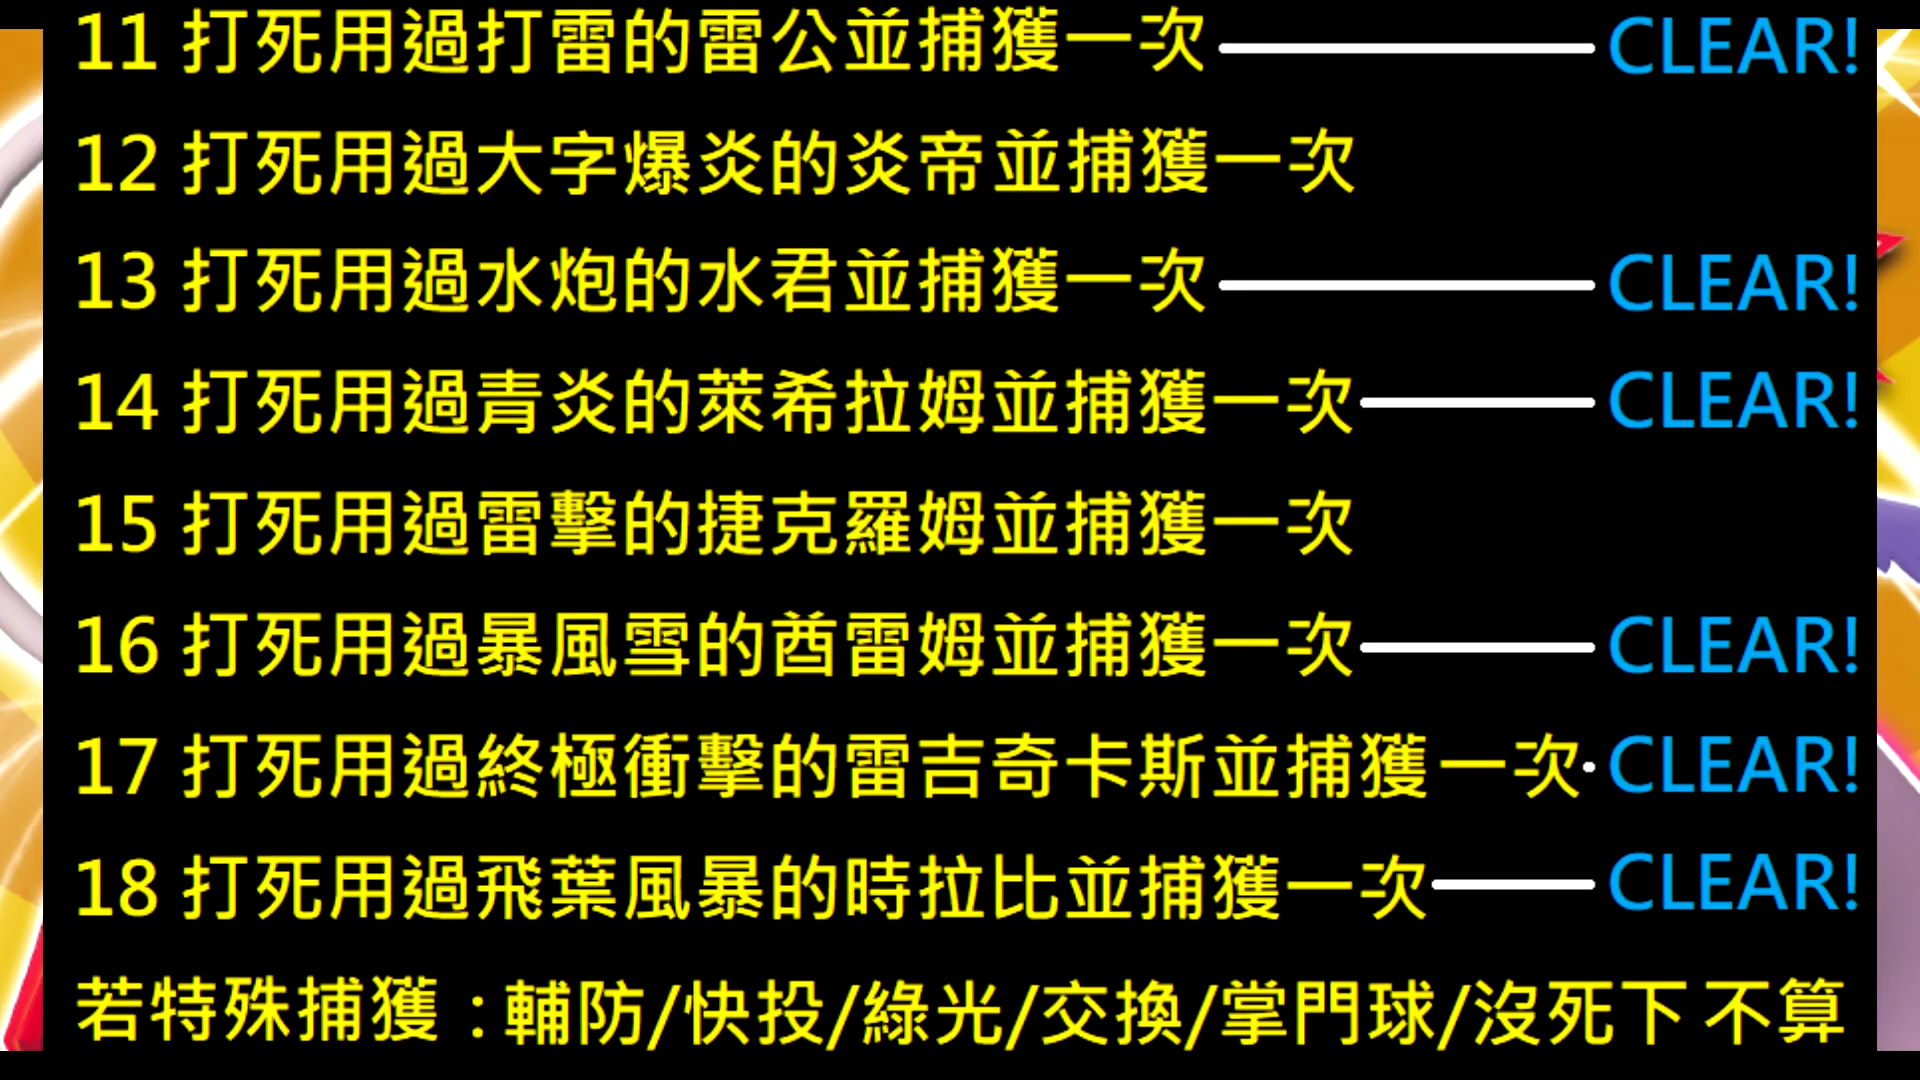 11 打死用過打雷的雷公並捕獲一次 CLEAR!
12 打死用過大字爆炎的炎帝並捕獲一次
13 打死用過水炮的水君並捕獲一次 CLEAR!
14 打死用過青炎的萊希拉姆並捕獲一次 CLEAR!
15 打死用過雷擊的捷克羅姆並捕獲一次
16 打死用過暴風雪的酋雷姆並捕獲一次 CLEAR!
17 打死用過終極衝擊的雷吉奇卡斯並捕獲一次 CLEAR!
18 打死用過飛葉風暴的時拉比並捕獲一次 CLEAR!
若特殊捕獲:輔防/快投/綠光/交換/掌門球/沒死下 不算